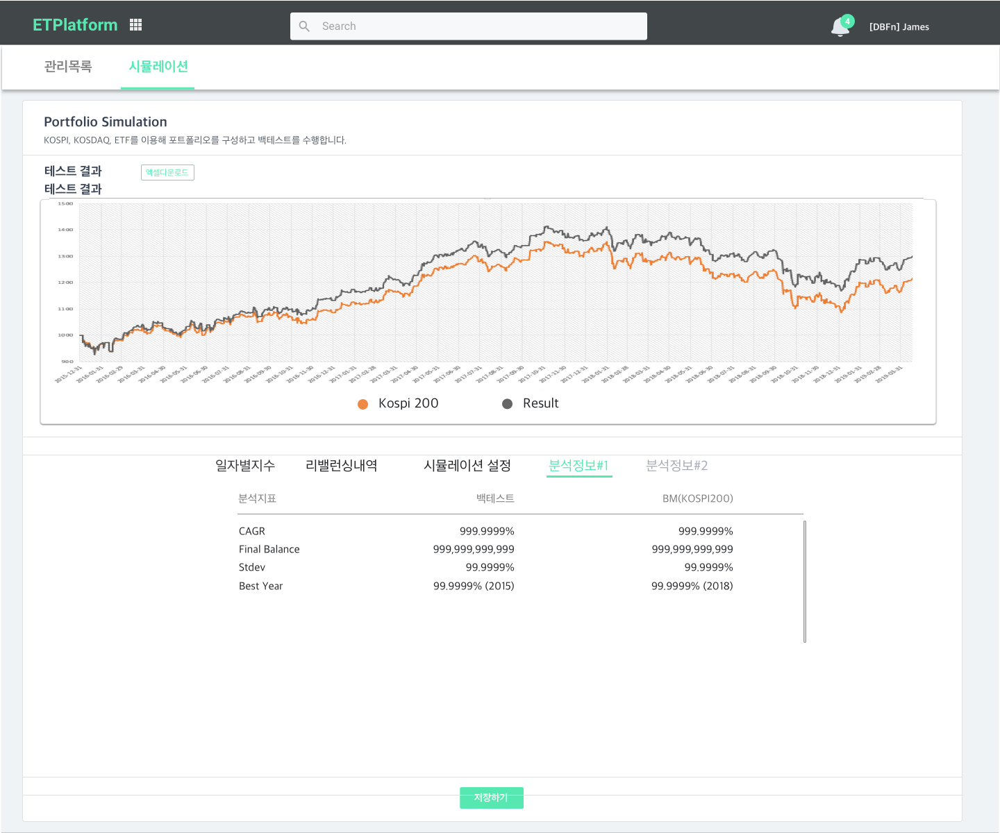 ETPlatform
Search
4
[DBFn] James
관리목록 시뮬레이션
Portfolio Simulation
KOSPI, KOSDAQ, ETF를 이용해 포트폴리오를 구성하고 백테스트를 수행합니다.
테스트 결과 엑셀다운로드
테스트 결과
1500
1400
1300
1200
1100
1000
900
2015-12-31 2016-01-31 2016-02-29 2016-03-31 2016-04-30 2016-05-31 2016-06-30 2016-07-31 2016-08-31 2016-09-30 2016-10-31 2016-11-30 2016-12-31 2017-01-31 2017-02-28 2017-03-31 2017-04-30 2017-05-31 2017-06-30 2017-07-31 2017-08-31 2017-09-30 2017-10-31 2017-11-30 2017-12-31 2018-01-31 2018-02-28 2018-03-31 2018-04-30 2018-05-31 2018-06-30 2018-07-31 2018-08-31 2018-09-30 2018-10-31 2018-11-30 2018-12-31 2019-01-31 2019-02-28 2019-03-31
Kospi 200 Result
일자별지수 리밸런싱내역 시뮬레이션 설정 분석정보#1 분석정보#2
분석지표 백테스트 BM(KOSPI200)
CAGR 999.9999% 999.9999%
Final Balance 999,999,999,999 999,999,999,999
Stdev 99.9999% 99.9999%
Best Year 99.9999% (2015) 99.9999% (2018)
저장하기